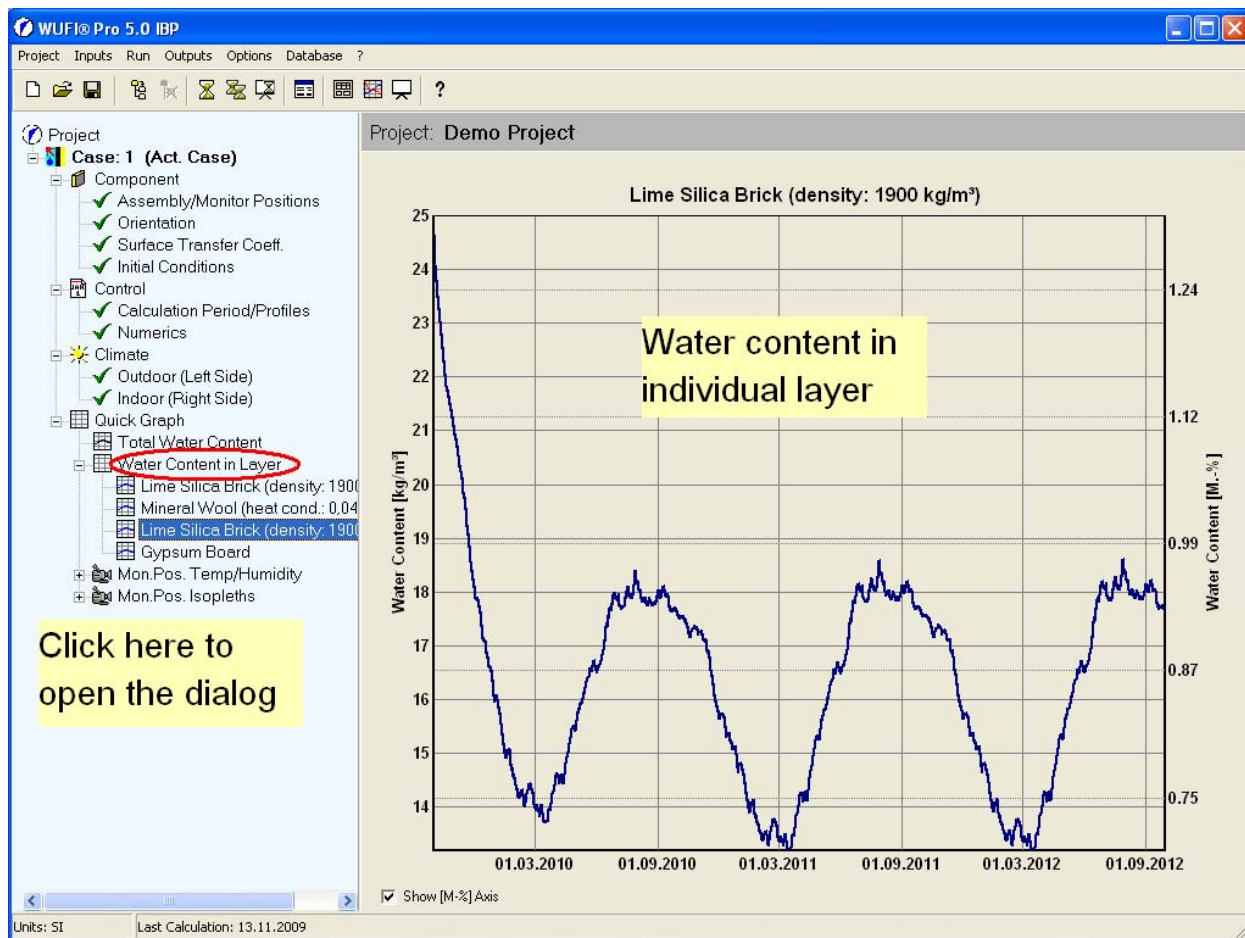 WUFI® Pro 5.0 IBP
Project Inputs Run Outputs Options Database ?
?
Project
Case: 1 (Act. Case)
Component
Assembly/Monitor Positions
Orientation
Surface Transfer Coeff.
Initial Conditions
Control
Calculation Period/Profiles
Numerics
Climate
Outdoor (Left Side)
Indoor (Right Side)
Quick Graph
Total Water Content
Water Content in Layer
Lime Silica Brick (density: 190
Mineral Wool (heat cond.: 0,04
Lime Silica Brick (density: 190
Gypsum Board
Mon.Pos. Temp/Humidity
Mon.Pos. Isopleths
Click here to
open the dialog
Project: Demo Project
Lime Silica Brick (density: 1900 kg/m³)
Water content in
individual layer
Water Content [kg/m³]
25
24
23
22
21
20
19
18
17
16
15
14
1.24
1.12
0.99
0.87
0.75
Water Content [M.-%]
01.03.2010 01.09.2010 01.03.2011 01.09.2011 01.03.2012 01.09.2012
Show [M-%] Axis
Units: SI Last Calculation: 13.11.2009